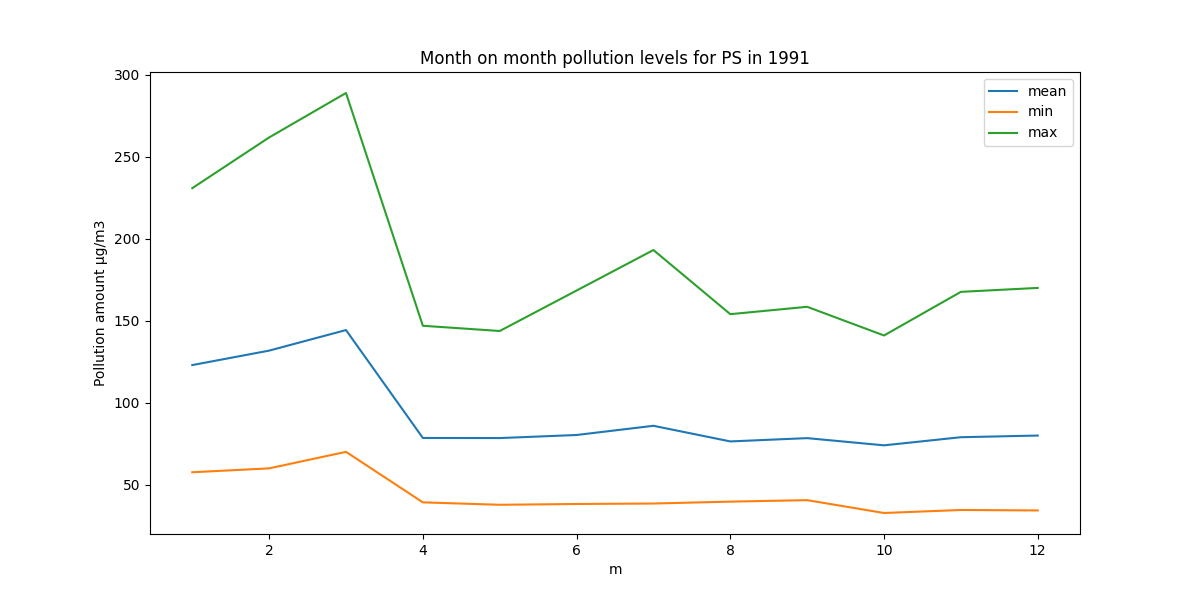 Month on month pollution levels for PS in 1991
mean
min
max
Pollution amount µg/m3
300
250
200
150
100
50
2 4 6 8 10 12
m